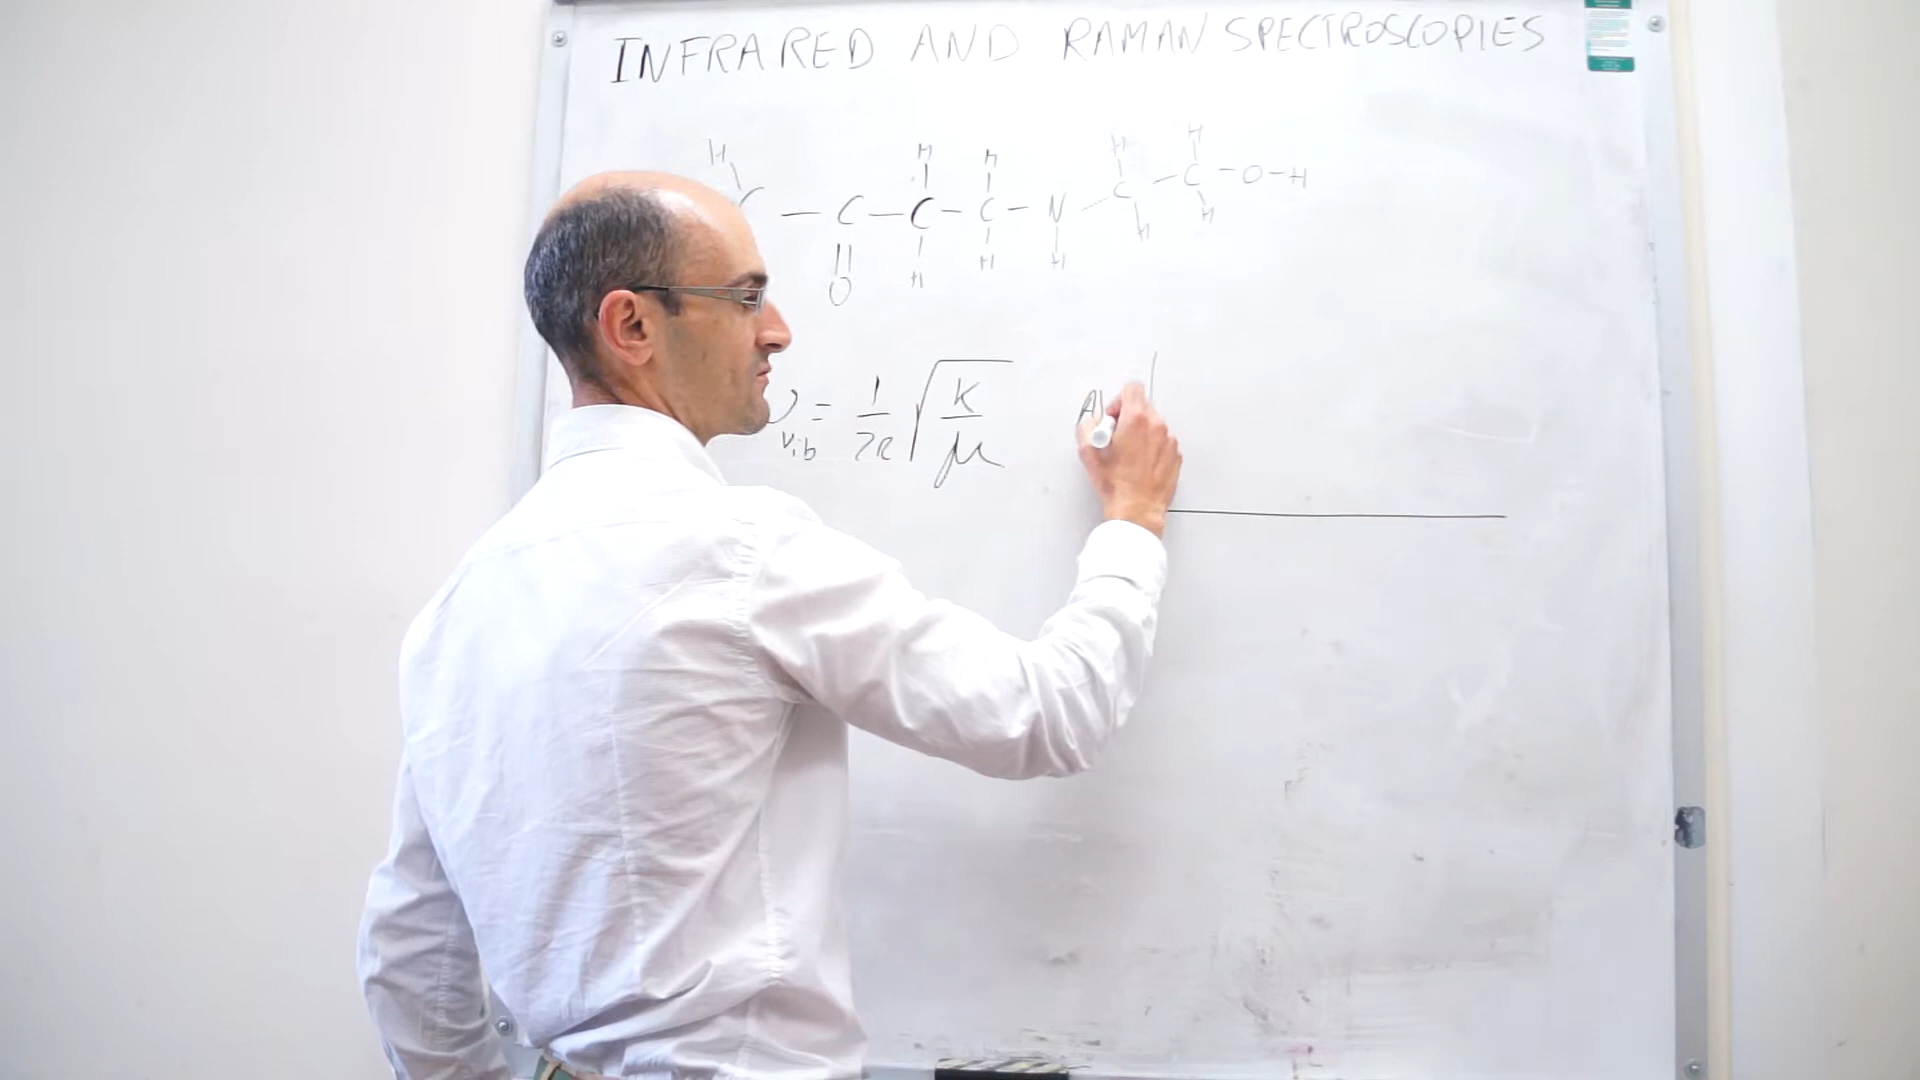 INFRARED AND RAMAN SPECTROSCOPIES
H H H H H
C — C — C — C — N — C — C — O — H
O H H H H H
ν vib = 1/2π √k/μ